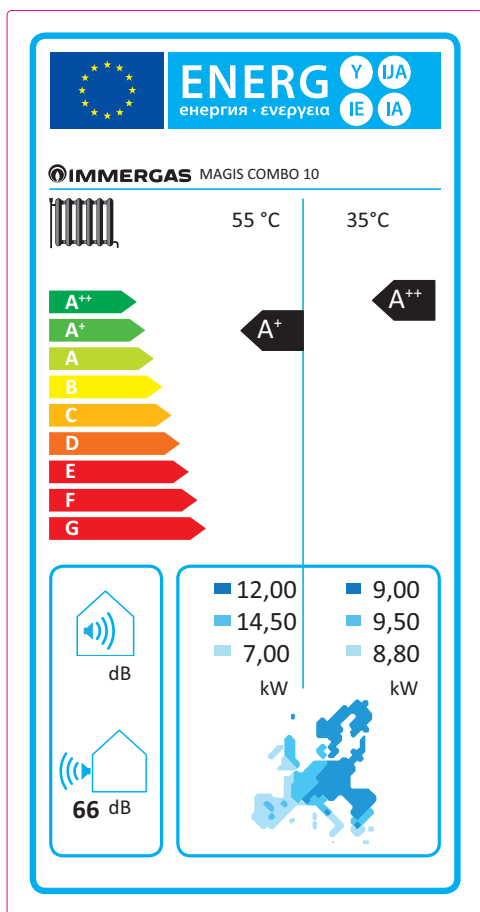 ENERG Y IJA
енергия · ενεργεια IE IA
IMMERGAS MAGIS COMBO 10
55 °C 35°C
A++ A++
A+ A+
A
B
C
D
E
F
G
12,00 9,00
14,50 9,50
7,00 8,80
kW kW
dB
66 dB